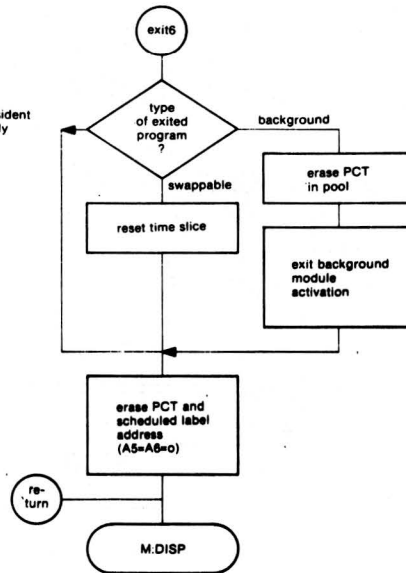 exit6
type
of exited
program
?
background
swappable
erase PCT
in pool
reset time slice
exit background
module
activation
erase PCT and
scheduled label
address
(A5=A6=o)
re-
turn
M:DISP